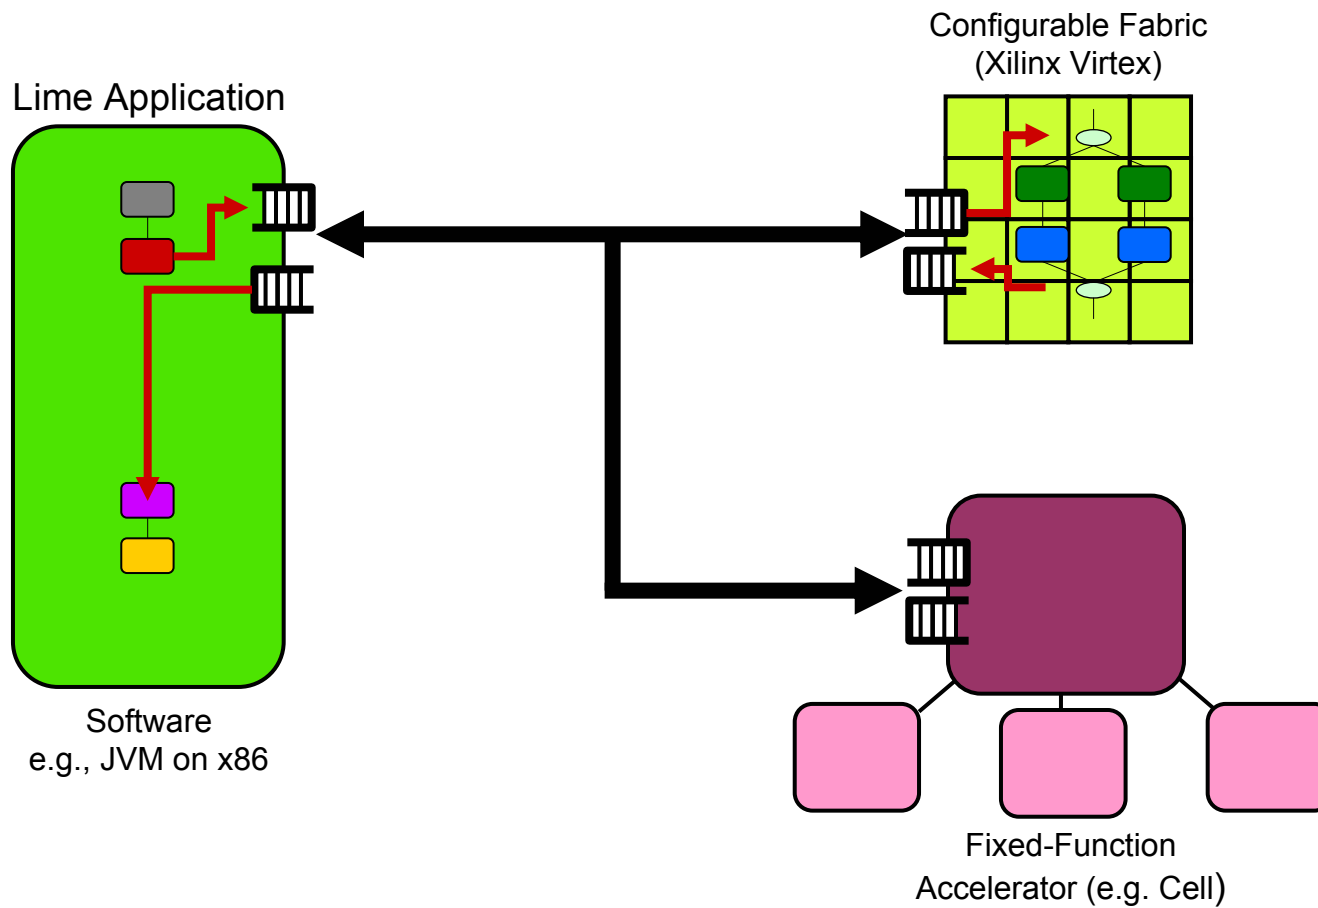 Configurable Fabric
(Xilinx Virtex)
Lime Application
Software
e.g., JVM on x86
Fixed-Function
Accelerator (e.g. Cell)